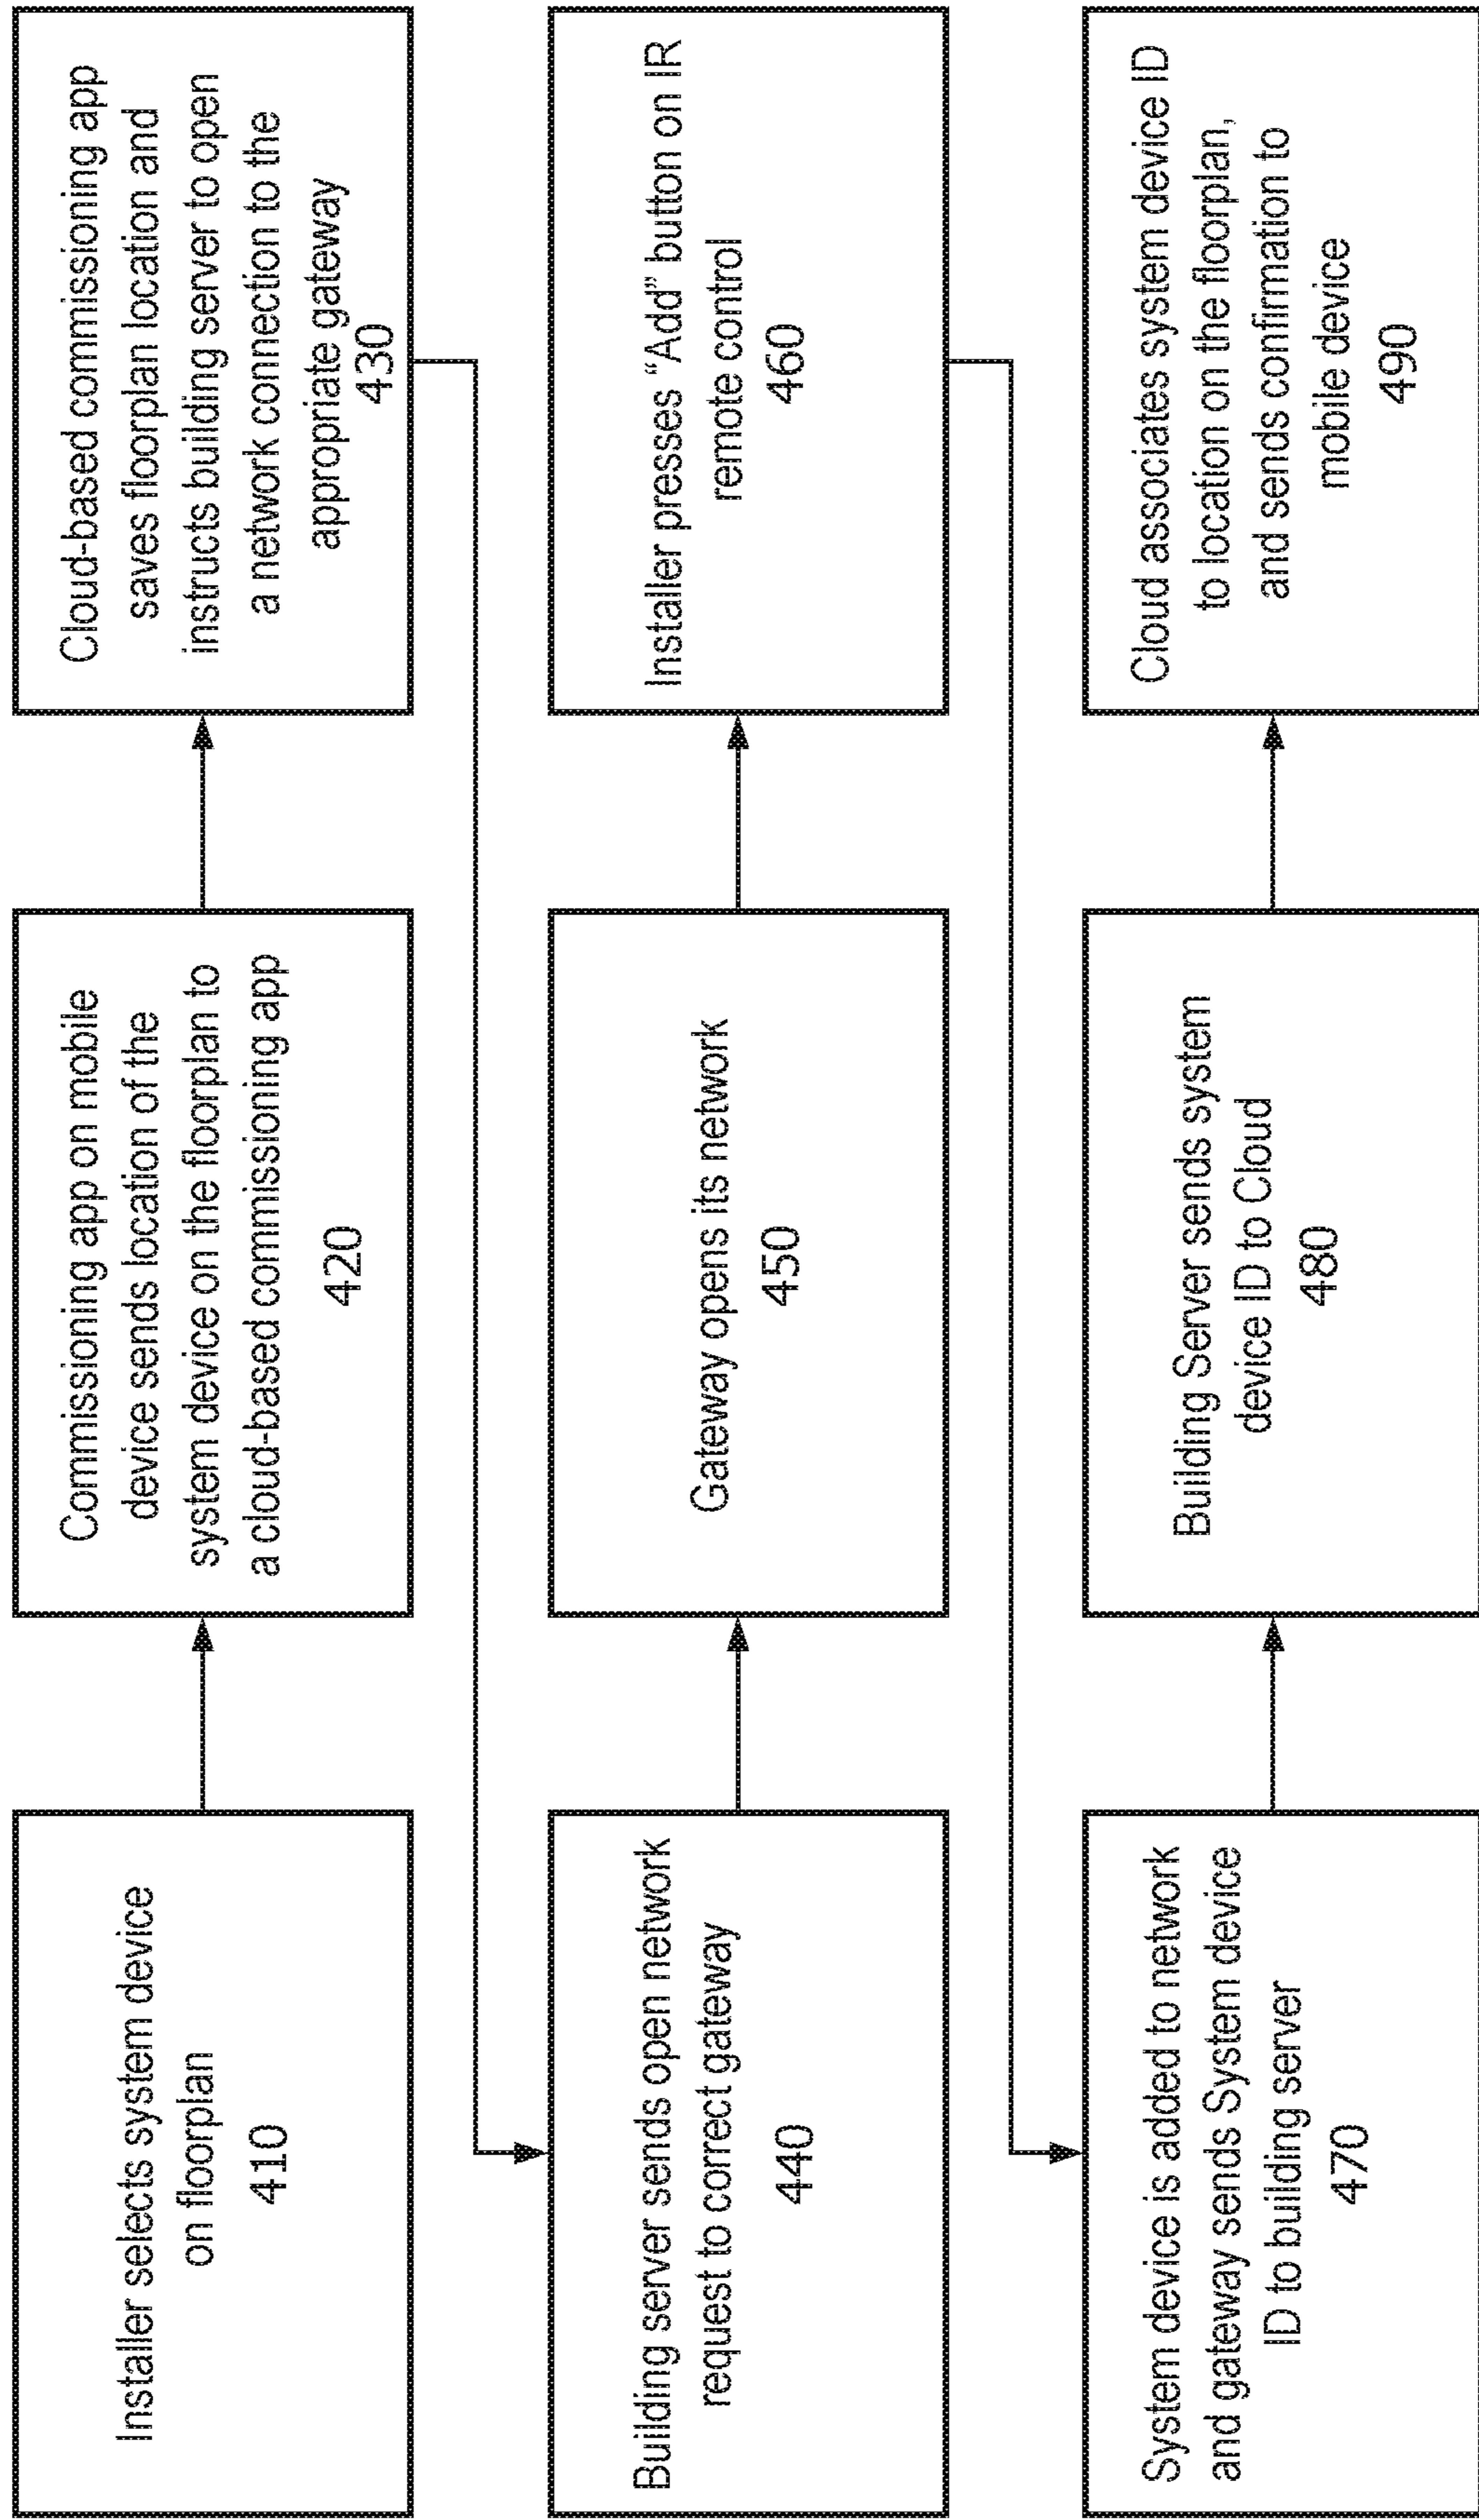 Installer selects system device
on floorplan
410
Commissioning app on mobile
device sends location of the
system device on the floorplan to
a cloud-based commissioning app
420
Cloud-based commissioning app
saves floorplan location and
instructs building server to open
a network connection to the
appropriate gateway
430
Building server sends open network
request to correct gateway
440
Gateway opens its network
450
Installer presses “Add” button on IR
remote control
460
System device is added to network
and gateway sends System device
ID to building server
470
Building Server sends system
device ID to Cloud
480
Cloud associates system device ID
to location on the floorplan,
and sends confirmation to
mobile device
490